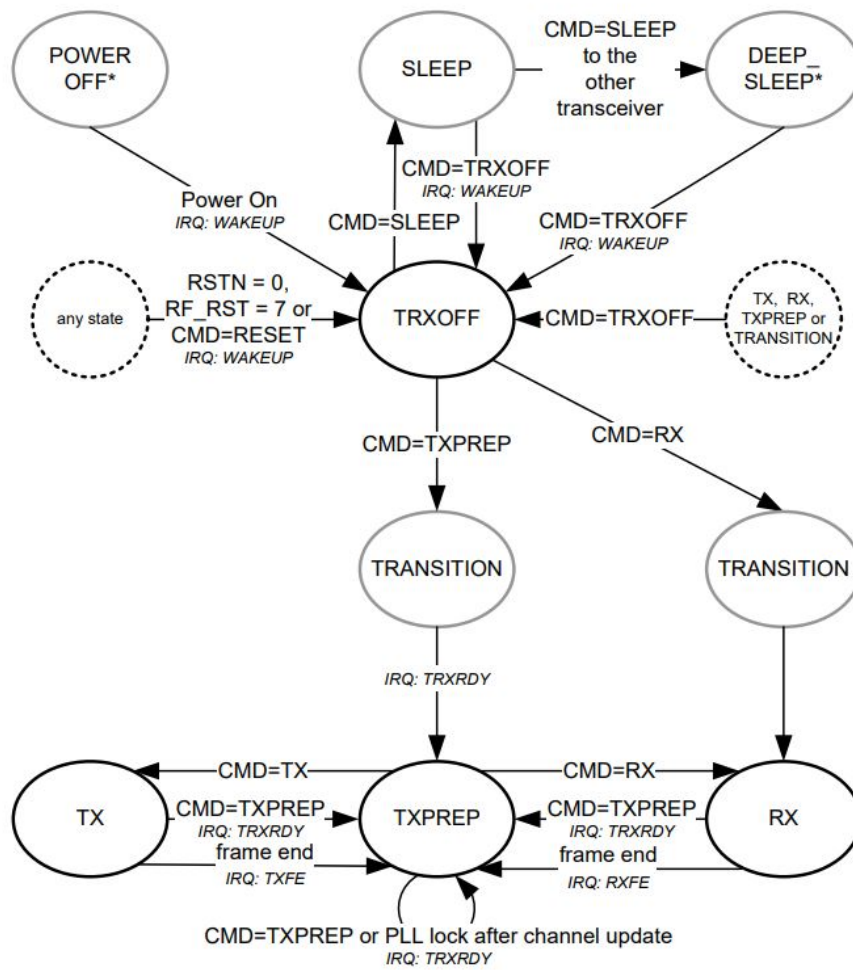 POWER
OFF*
SLEEP
CMD=SLEEP
to the
other
transceiver
DEEP_
SLEEP*
Power On
IRQ: WAKEUP
CMD=SLEEP
CMD=TRXOFF
IRQ: WAKEUP
CMD=TRXOFF
IRQ: WAKEUP
any state
RSTN = 0,
RF_RST = 7 or
CMD=RESET
IRQ: WAKEUP
TRXOFF
CMD=TRXOFF
TX, RX,
TXPREP or
TRANSITION
CMD=TXPREP
CMD=RX
TRANSITION
TRANSITION
IRQ: TRXRDY
TX
CMD=TX
CMD=TXPREP
IRQ: TRXRDY
frame end
IRQ: TXFE
TXPREP
CMD=RX
CMD=TXPREP
IRQ: TRXRDY
frame end
IRQ: RXFE
RX
CMD=TXPREP or PLL lock after channel update
IRQ: TRXRDY